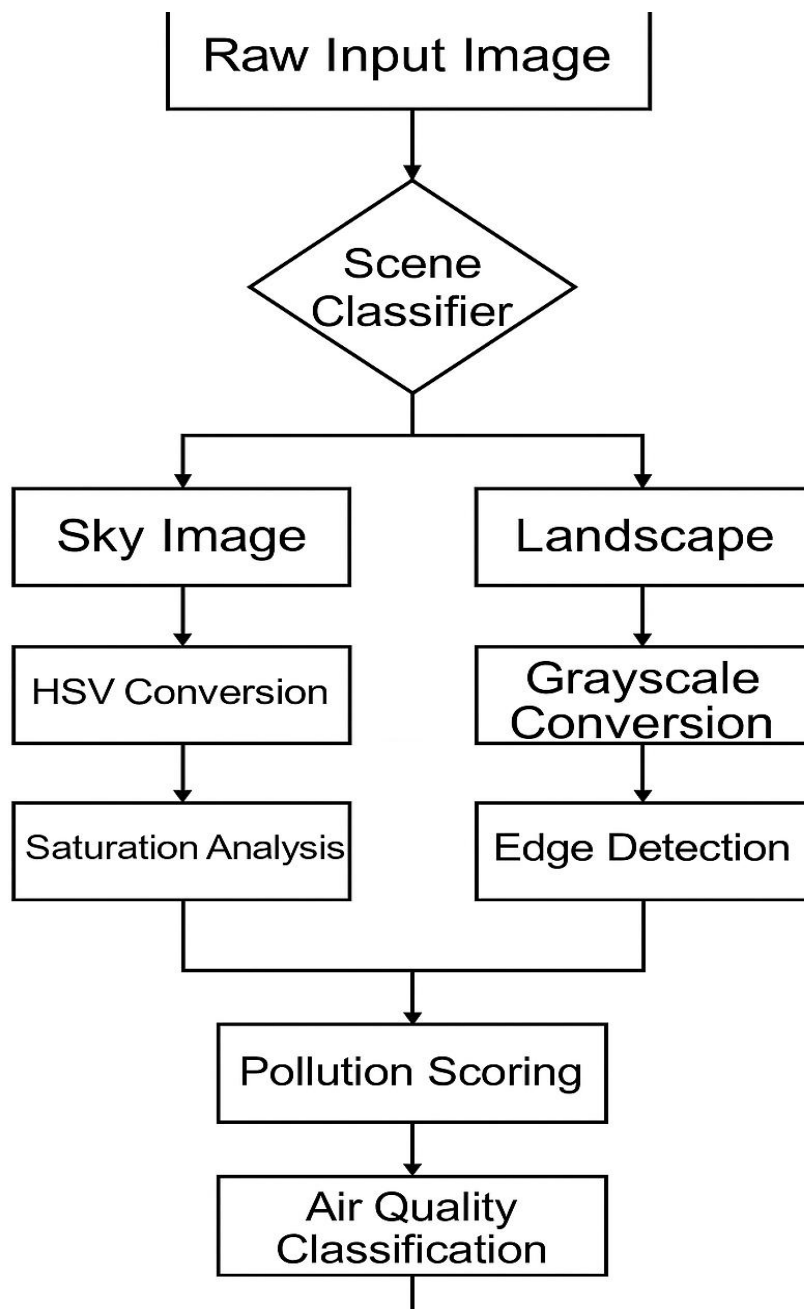 Raw Input Image
Scene
Classifier
Sky Image
Landscape
HSV Conversion
Grayscale
Conversion
Saturation Analysis
Edge Detection
Pollution Scoring
Air Quality
Classification